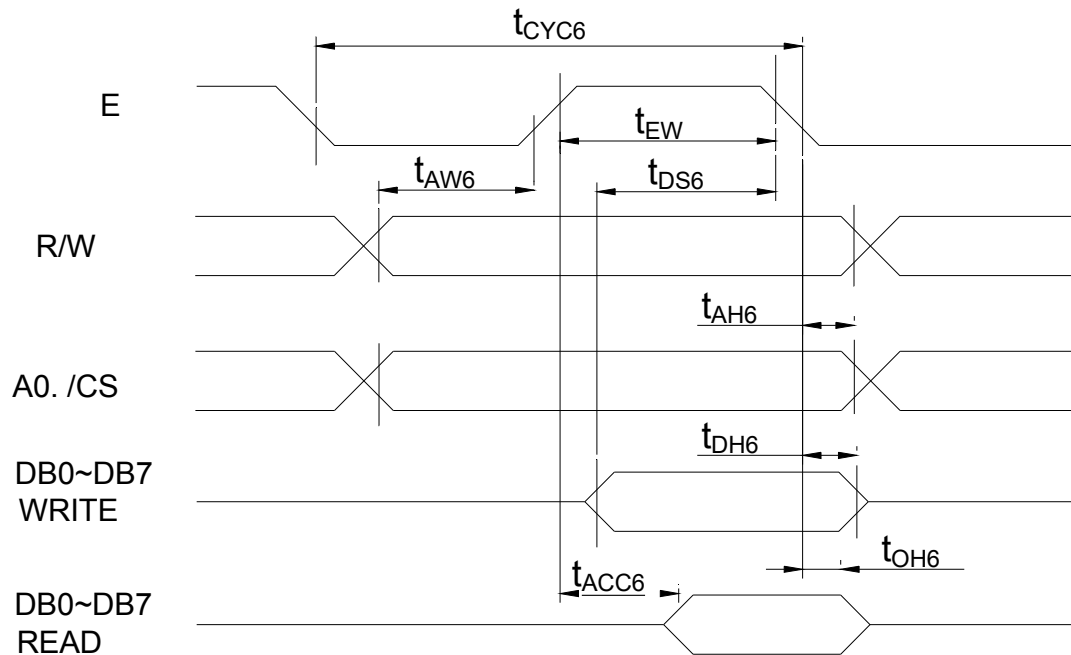 tCYC6
E
tEW
tAW6
tDS6
R/W
tAH6
A0. /CS
tDH6
DB0~DB7
WRITE
tOH6
tACC6
DB0~DB7
READ